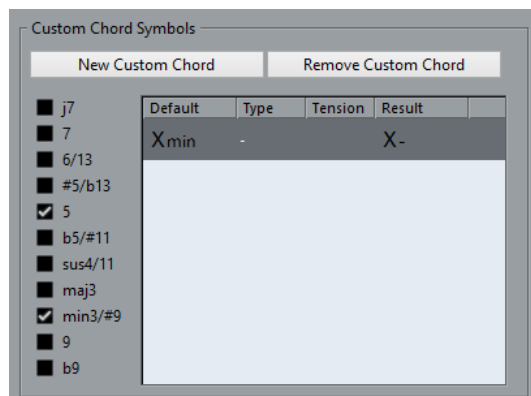 Custom Chord Symbols
New Custom Chord
Remove Custom Chord
j7
7
6/13
#5/b13
5
b5/#11
sus4/11
maj3
min3/#9
9
b9
Default Type Tension Result
Xmin - X-